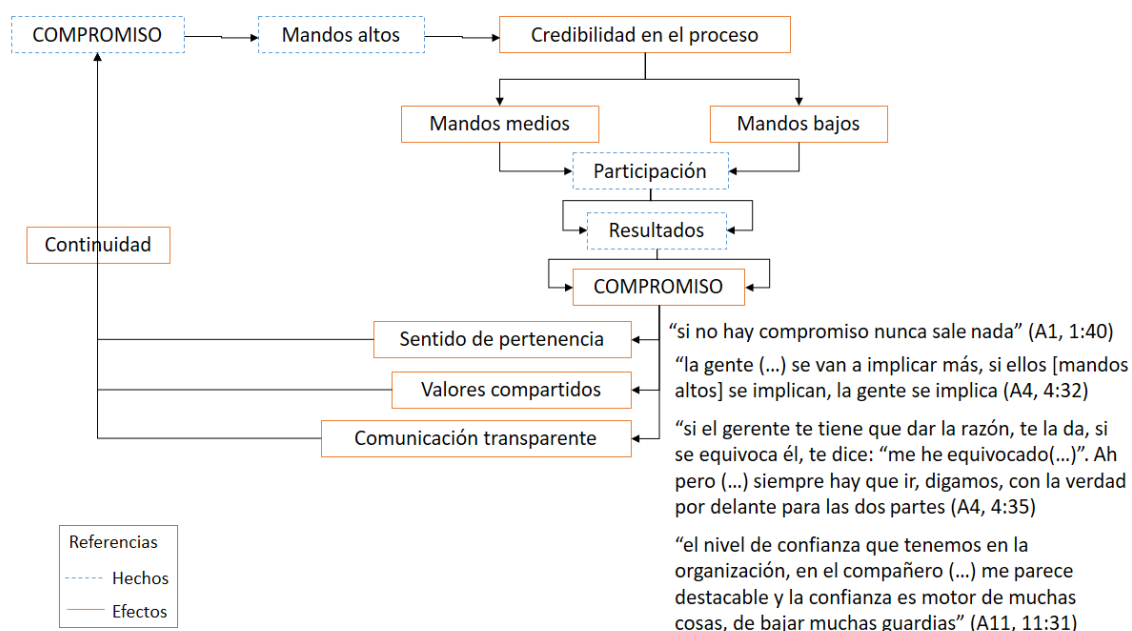 COMPROMISO
Mandos altos
Credibilidad en el proceso
Mandos medios
Mandos bajos
Participación
Resultados
Continuidad
COMPROMISO
Sentido de pertenencia
Valores compartidos
Comunicación transparente
“si no hay compromiso nunca sale nada” (A1, 1:40)
“la gente (…) se van a implicar más, si ellos [mandos
altos] se implican, la gente se implica (A4, 4:32)
“si el gerente te tiene que dar la razón, te la da, si
se equivoca él, te dice: “me he equivocado(…)”. Ah
pero (…) siempre hay que ir, digamos, con la verdad
por delante para las dos partes (A4, 4:35)
“el nivel de confianza que tenemos en la
organización, en el compañero (…) me parece
destacable y la confianza es motor de muchas
cosas, de bajar muchas guardias” (A11, 11:31)
Referencias
Hechos
Efectos